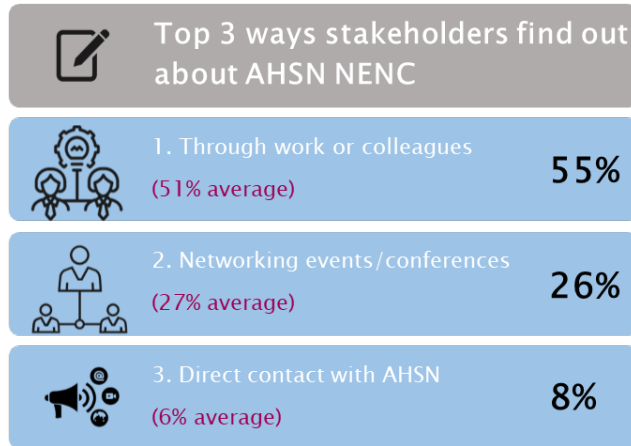 Top 3 ways stakeholders find out
about AHSN NENC
1. Through work or colleagues
(51% average)
55%
2. Networking events/conferences
(27% average)
26%
3. Direct contact with AHSN
(6% average)
8%
@